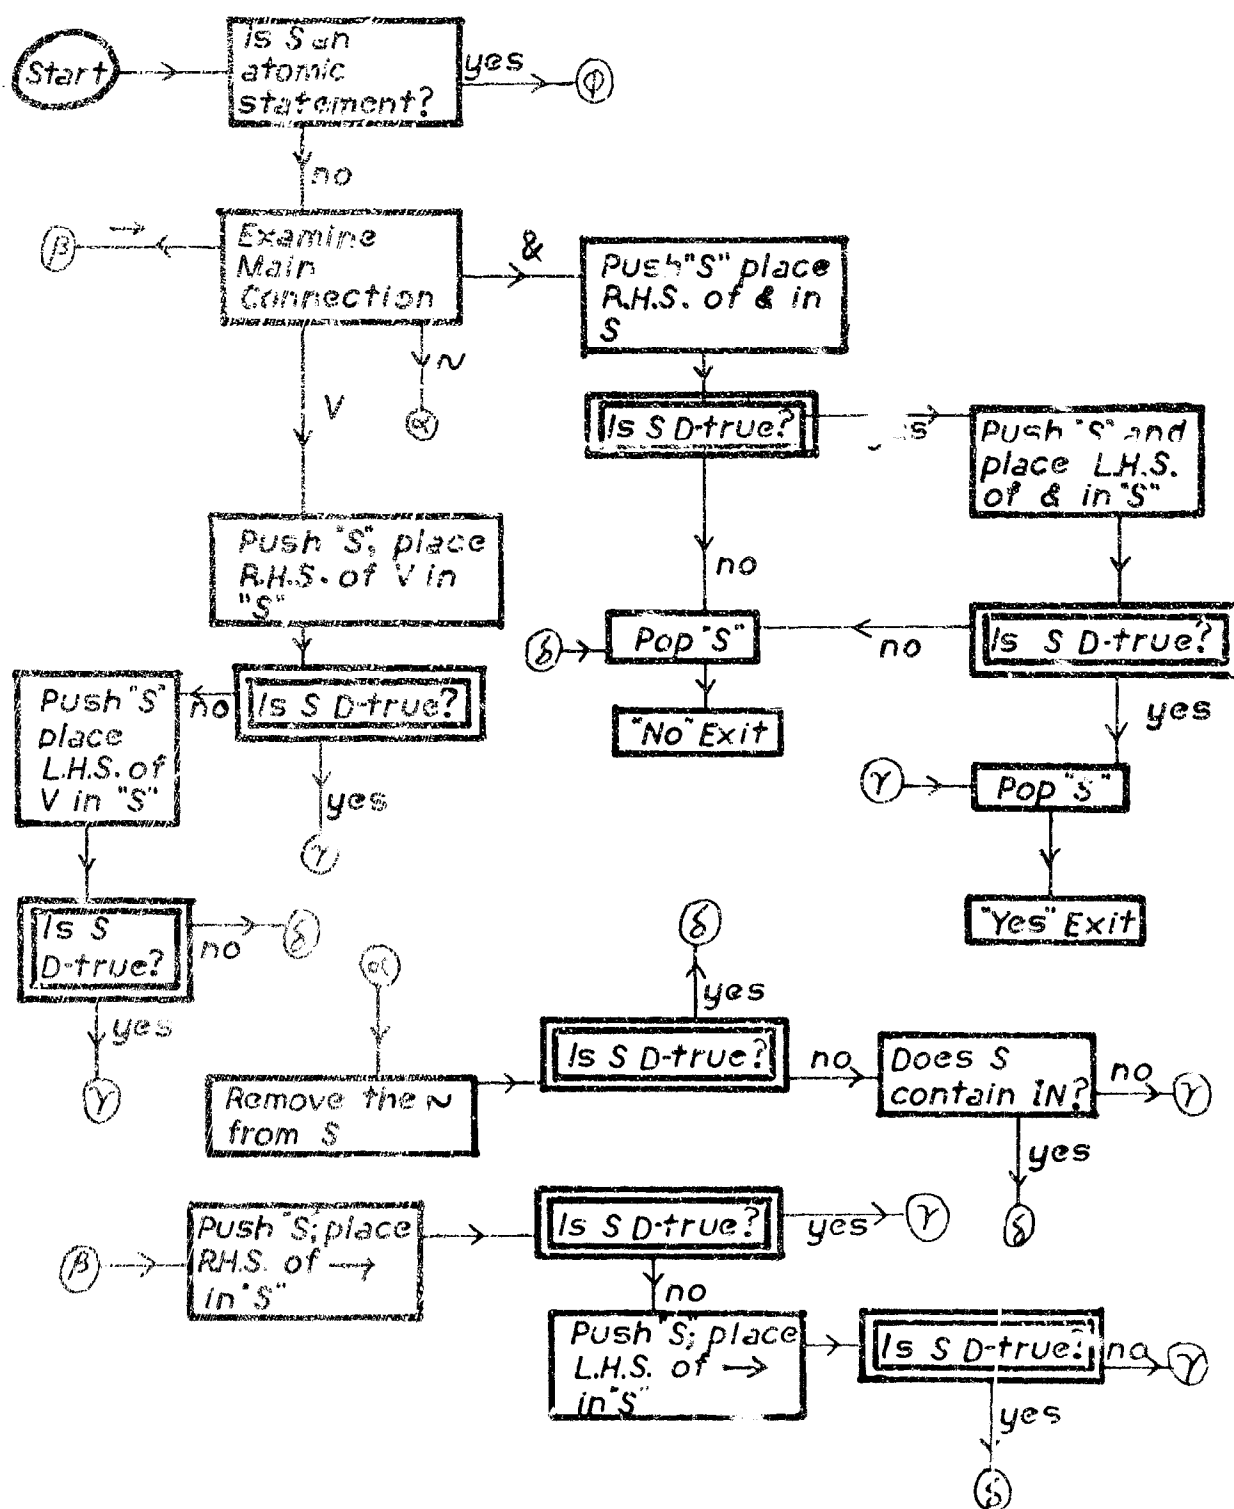 Start
Is S an
atomic
statement?
yes
φ
no
β
→
Examine
Main
Connection
&
Push "S" place
R.H.S. of & in
S
~
α
V
Is S D-true?
yes
Push "S" and
place L.H.S.
of & in "S"
Push "S", place
R.H.S. of V in
"S"
no
δ
Pop "S"
no
Is S D-true?
Push "S"
place
L.H.S. of
V in "S"
no
Is S D-true?
"No" Exit
yes
γ
Pop "S"
yes
γ
Is S
D-true?
no
δ
"Yes" Exit
yes
γ
α
δ
yes
Remove the ~
from S
Is S D-true?
no
Does S
contain IN?
no
γ
yes
δ
β
Push "S; place
R.H.S. of →
in "S"
Is S D-true?
yes
γ
no
Push "S"; place
L.H.S. of →
in "S"
Is S D-true?
no
γ
yes
δ